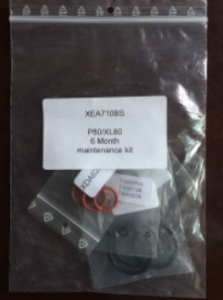 XEA710BS
P80/XL80
6 Month
maintenance kit